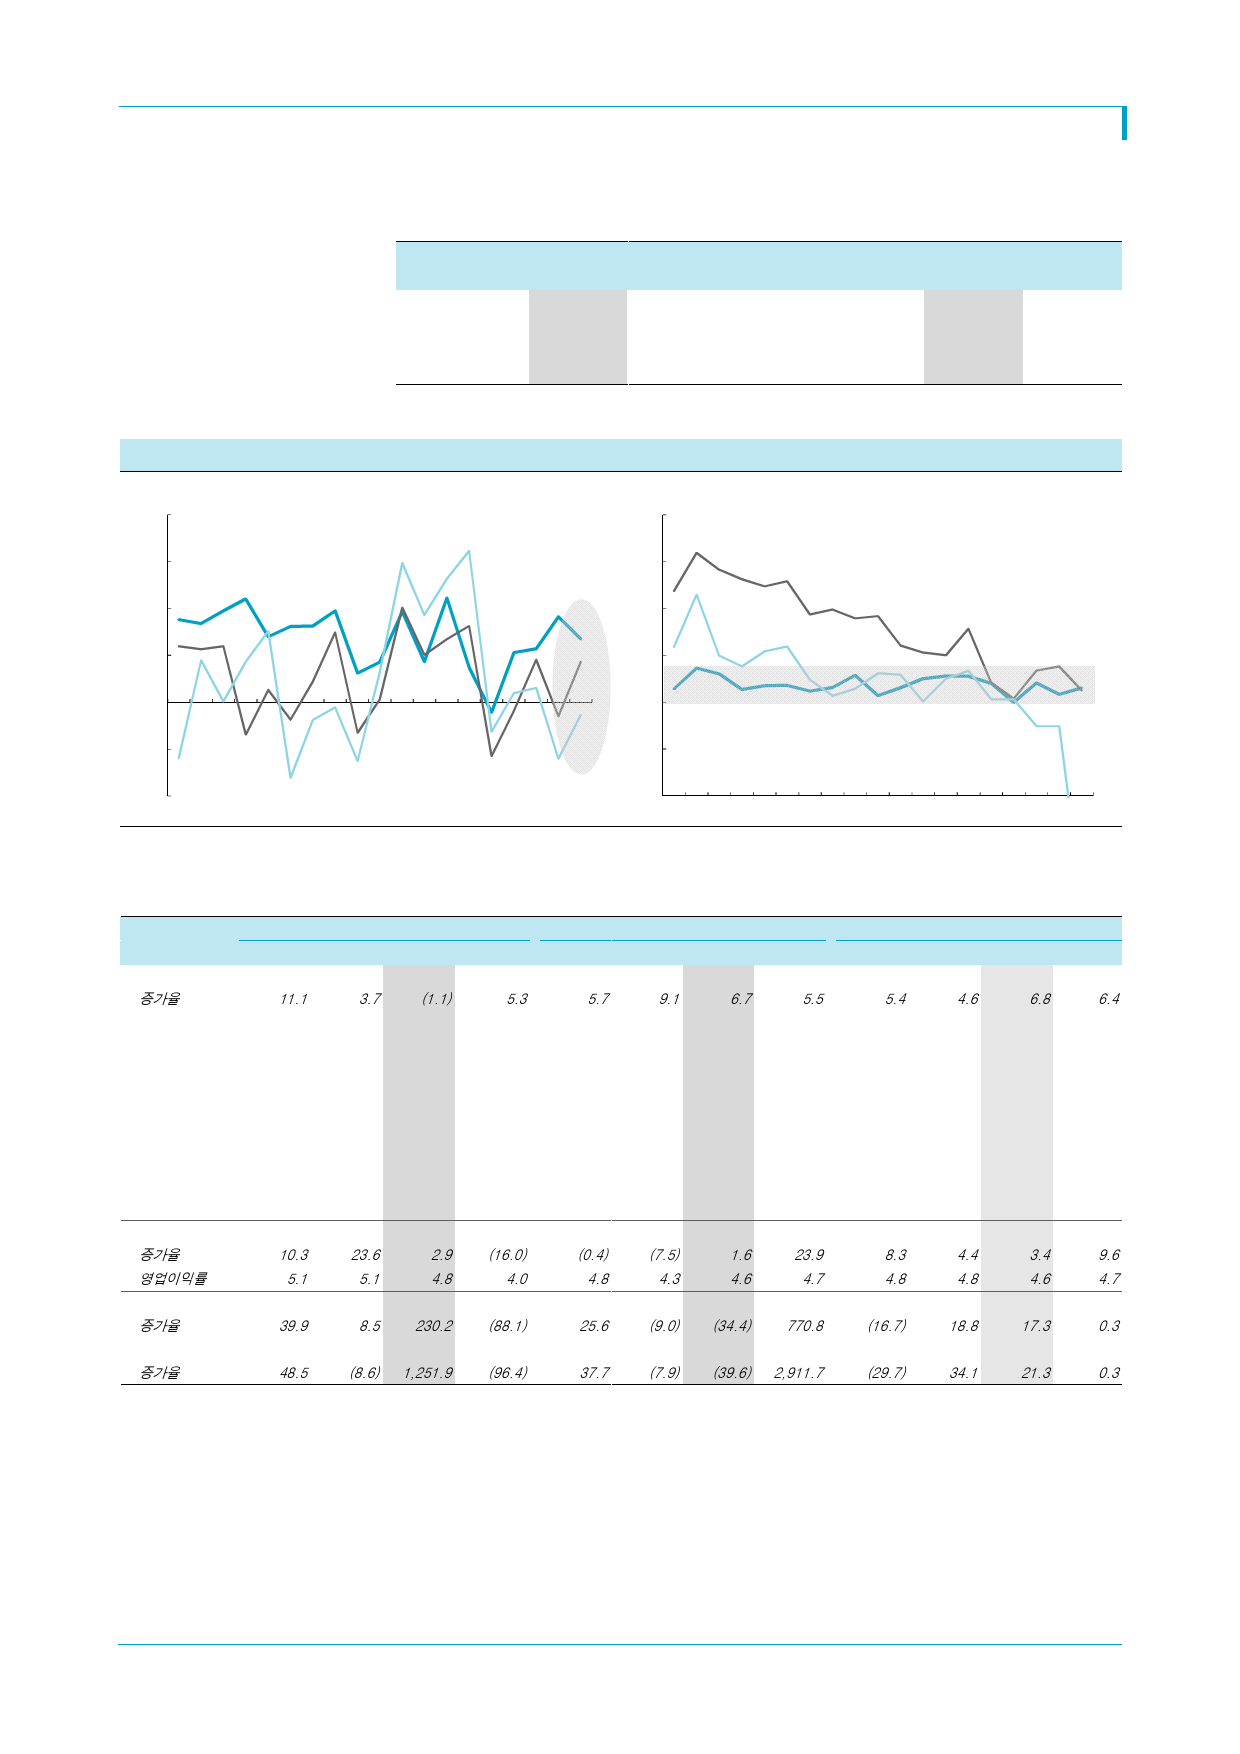 증가율 11.1 3.7 (1.1) 5.3 5.7 9.1 6.7 5.5 5.4 4.6 6.8 6.4
증가율 10.3 23.6 2.9 (16.0) (0.4) (7.5) 1.6 23.9 8.3 4.4 3.4 9.6
영업이익률 5.1 5.1 4.8 4.0 4.8 4.3 4.6 4.7 4.8 4.8 4.6 4.7
증가율 39.9 8.5 230.2 (88.1) 25.6 (9.0) (34.4) 770.8 (16.7) 18.8 17.3 0.3
증가율 48.5 (8.6) 1,251.9 (96.4) 37.7 (7.9) (39.6) 2,911.7 (29.7) 34.1 21.3 0.3